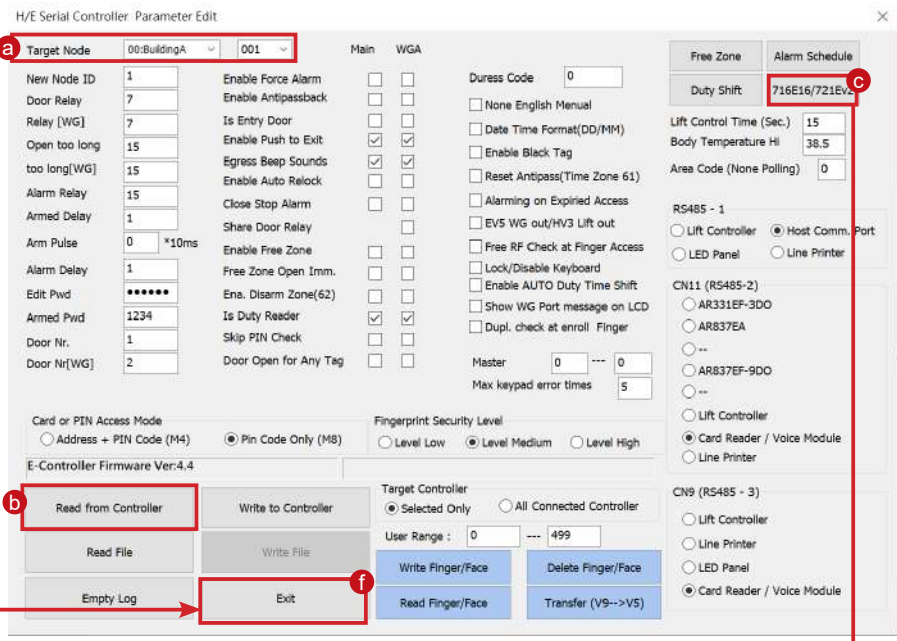 H/E Serial Controller Parameter Edit
a
Target Node 00:BuildingA 001
Main WGA
New Node ID 1
Door Relay 7
Relay [WG] 7
Open too long 15
too long[WG] 15
Alarm Relay 15
Armed Delay 1
Arm Pulse 0 *10ms
Alarm Delay 1
Edit Pwd ••••••
Armed Pwd 1234
Door Nr. 1
Door Nr[WG] 2
Enable Force Alarm
Enable Antipassback
Is Entry Door
Enable Push to Exit
Egress Beep Sounds
Enable Auto Relock
Close Stop Alarm
Share Door Relay
Enable Free Zone
Free Zone Open Imm.
Ena. Disarm Zone(62)
Is Duty Reader
Skip PIN Check
Door Open for Any Tag
Duress Code 0
None English Menual
Date Time Format(DD/MM)
Enable Black Tag
Reset Antipass(Time Zone 61)
Alarming on Expiried Access
EV5 WG out/HV3 Lift out
Free RF Check at Finger Access
Lock/Disable Keyboard
Enable AUTO Duty Time Shift
Show WG Port message on LCD
Dupl. check at enroll Finger
Master 0 --- 0
Max keypad error times 5
Free Zone Alarm Schedule
c
Duty Shift 716E16/721Ev2
Lift Control Time (Sec.) 15
Body Temperature HI 38.5
Area Code (None Polling) 0
RS485 - 1
Lift Controller Host Comm. Port
LED Panel Line Printer
CN11 (RS485-2)
AR331EF-3DO
AR837EA
--
AR837EF-9DO
--
Lift Controller
Card Reader / Voice Module
Line Printer
CN9 (RS485 - 3)
Lift Controller
Line Printer
LED Panel
Card Reader / Voice Module
Card or PIN Access Mode
Address + PIN Code (M4) Pin Code Only (M8)
Fingerprint Security Level
Level Low Level Medium Level High
E-Controller Firmware Ver:4.4
b
Read from Controller Write to Controller
Read File Write File
f
Empty Log Exit
Target Controller
Selected Only All Connected Controller
User Range : 0 --- 499
Write Finger/Face Delete Finger/Face
Read Finger/Face Transfer (V9-->V5)